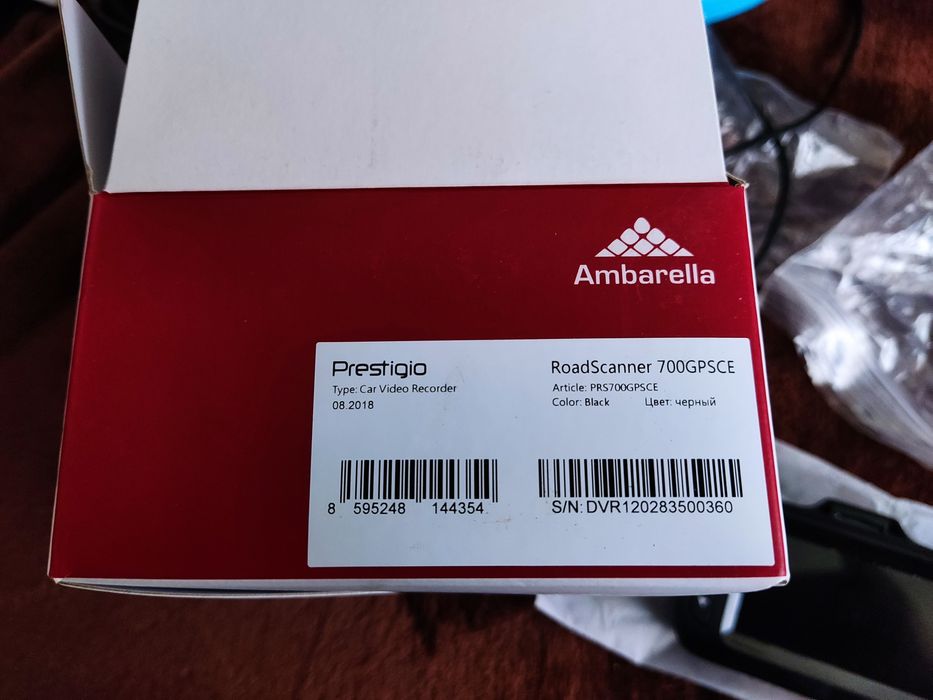 Ambarella
Prestigio
RoadScanner 700GPSCE
Type: Car Video Recorder
Article: PRS700GPSCE
08.2018
Color: Black Цвет: черный
8 595248 144354
S/N: DVR120283500360